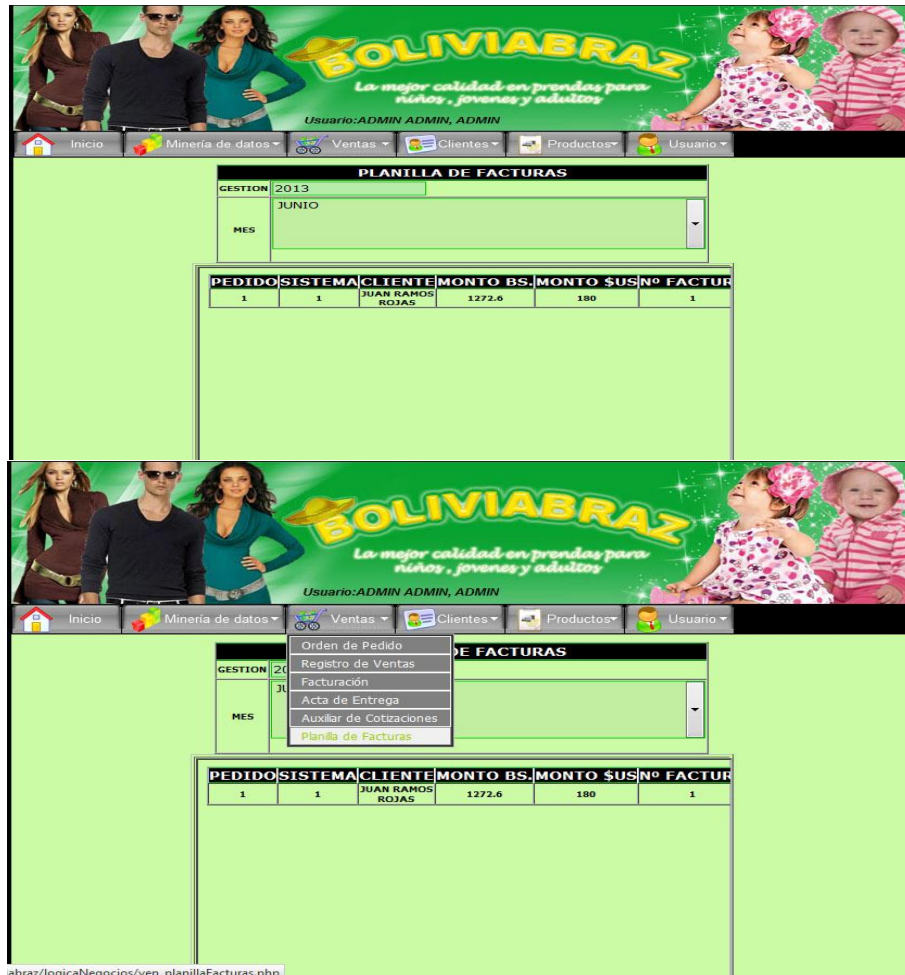 BOLIVIABRAZ
La mejor calidad en prendas para
niños, jovenes y adultos
Usuario:ADMIN ADMIN, ADMIN
Inicio Minería de datos Ventas Clientes Productos Usuario
PLANILLA DE FACTURAS
GESTION 2013
JUNIO
MES
PEDIDO SISTEMA CLIENTE MONTO BS. MONTO $US Nº FACTUR
1 1 JUAN RAMOS ROJAS 1272.6 180 1
BOLIVIABRAZ
La mejor calidad en prendas para
niños, jovenes y adultos
Usuario:ADMIN ADMIN, ADMIN
Inicio Minería de datos Ventas Clientes Productos Usuario
Orden de Pedido
Registro de Ventas
Facturación
Acta de Entrega
Auxiliar de Cotizaciones
Planilla de Facturas
DE FACTURAS
GESTION 20
JU
MES
PEDIDO SISTEMA CLIENTE MONTO BS. MONTO $US Nº FACTUR
1 1 JUAN RAMOS ROJAS 1272.6 180 1
abraz/logicaNegocios/ven_planillaFacturas.php